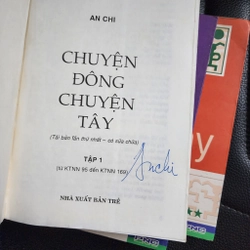 AN CHI
CHUYỆN
ĐÔNG
CHUYỆN
TÂY
(Tái bản lần thứ nhất – có sửa chữa)
TẬP 1
(từ KTNN 95 đến KTNN 169)
Anchi
NHÀ XUẤT BẢN TRẺ